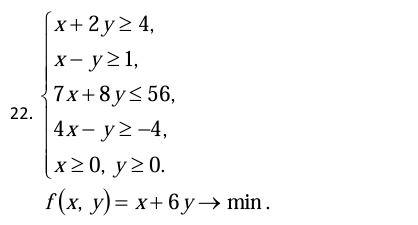 x + 2y ≥ 4,
x − y ≥ 1,
22. 7x + 8y ≤ 56,
4x − y ≥ −4,
x ≥ 0, y ≥ 0.
f(x, y) = x + 6y → min.